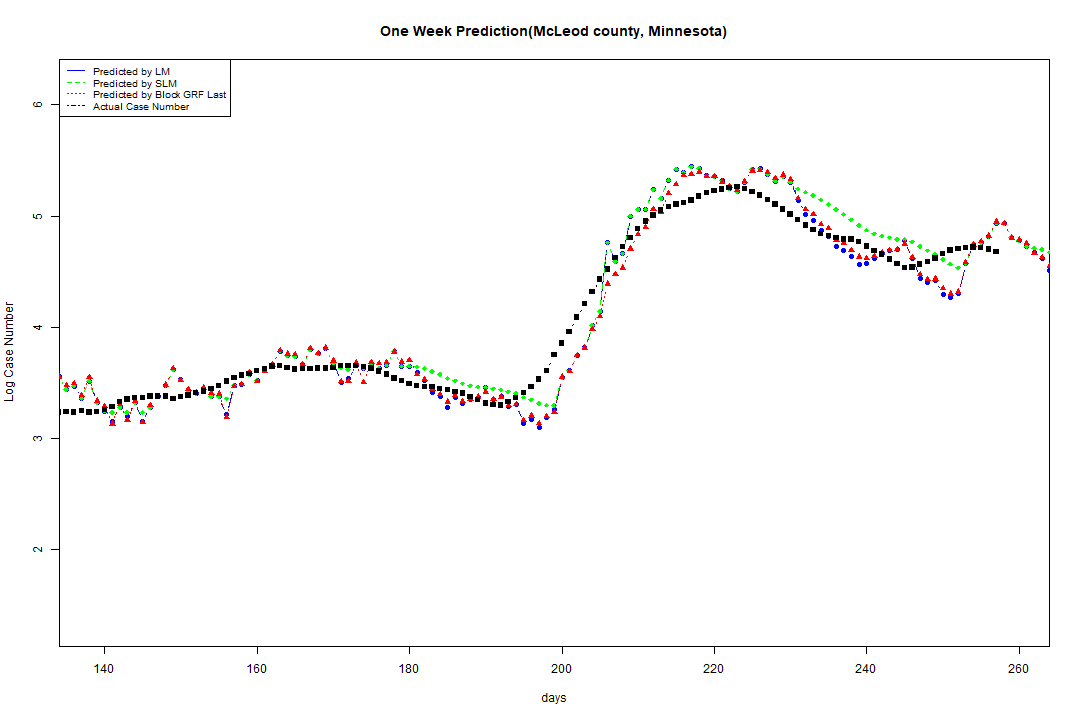 One Week Prediction(McLeod county, Minnesota)
Predicted by LM
Predicted by SLM
Predicted by Block GRF Last
Actual Case Number
6
5
4
3
2
Log Case Number
140 160 180 200 220 240 260
days